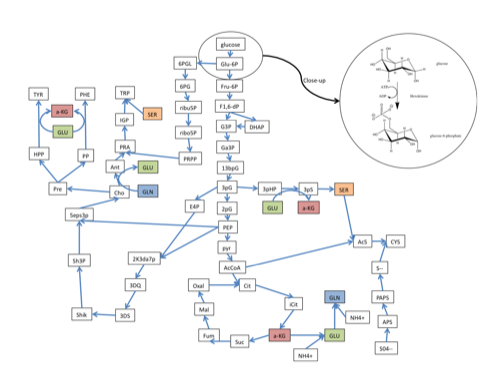 glucose
6PGL
Glu-6P
Close-up
glucose
ATP
ADP
Hexokinase
glucose 6-phosphate
6PG
Fru-6P
TYR
PHE
TRP
ribu5P
F1,6-dP
a-KG
SER
IGP
GLU
ribo5P
G3P
DHAP
PRA
Ga3P
HPP
PP
PRPP
Ant
GLU
13bpG
Pre
Cho
GLN
3pG
3pHP
3pS
SER
E4P
2pG
GLU
a-KG
Seps3p
PEP
AcS
CYS
pyr
Sh3P
2K3da7p
AcCoA
S--
3DQ
Oxal
Cit
GLN
PAPS
iCit
Mal
NH4+
Shik
3DS
APS
Fum
Suc
a-KG
GLU
NH4+
SO4--